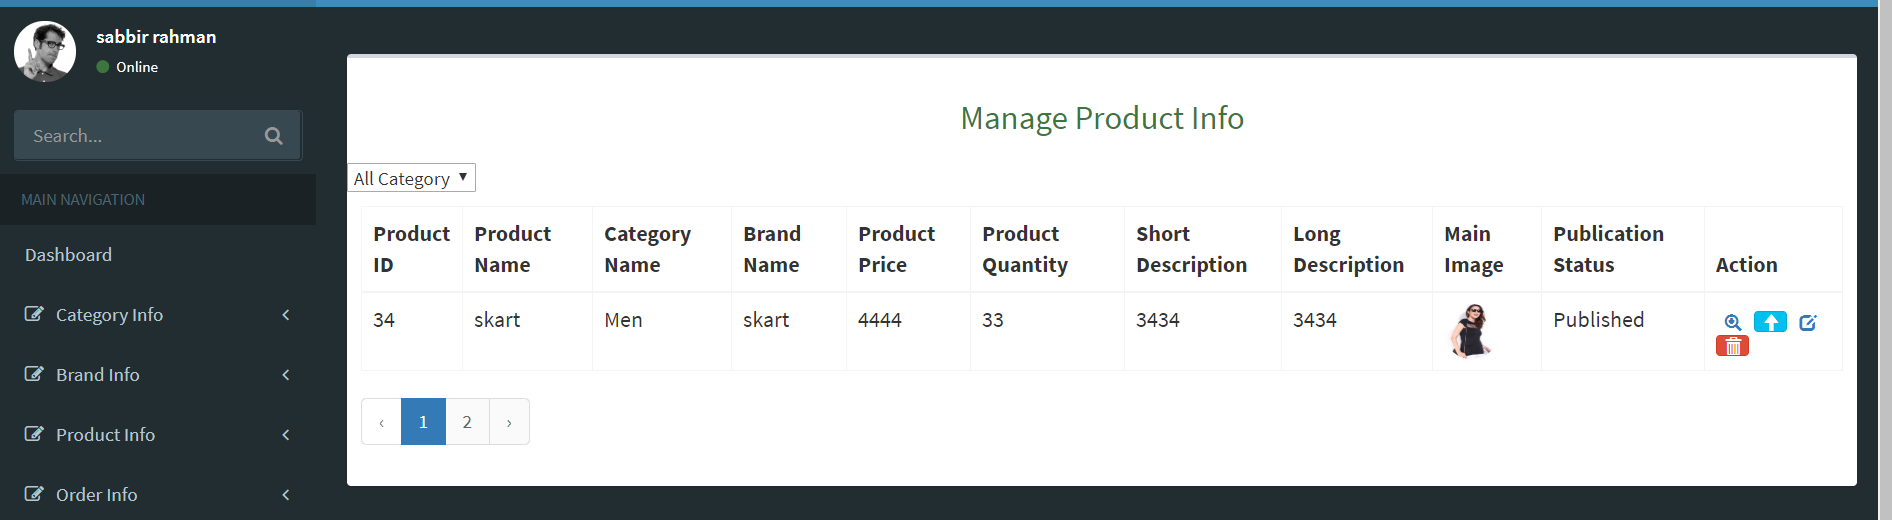 sabbir rahman
Online
Search...
MAIN NAVIGATION
Dashboard
Category Info
Brand Info
Product Info
Order Info
Manage Product Info
All Category
Product ID Product Name Category Name Brand Name Product Price Product Quantity Short Description Long Description Main Image Publication Status Action
34 skart Men skart 4444 33 3434 3434 Published
‹ 1 2 ›